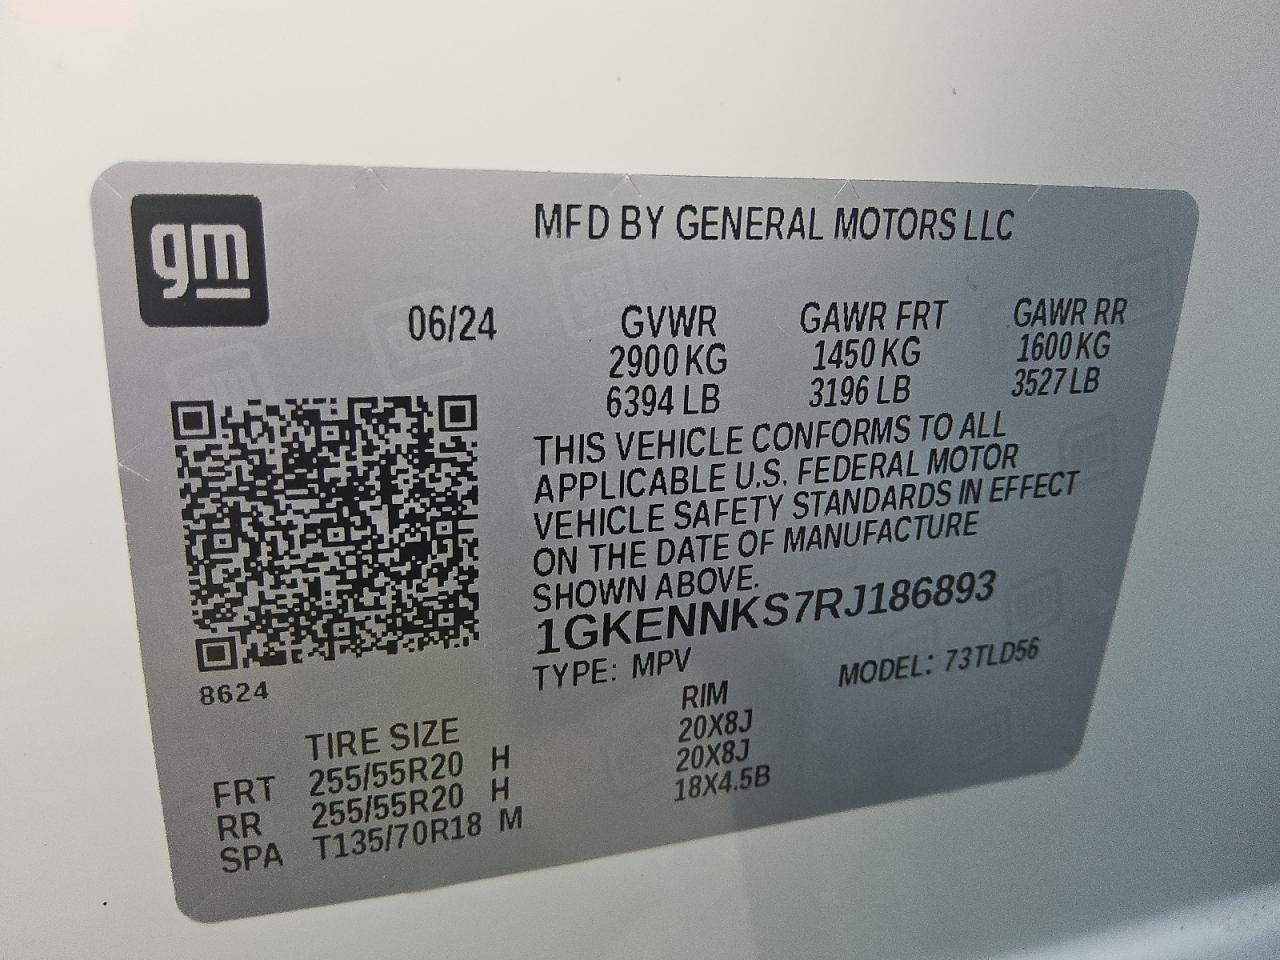 gm
MFD BY GENERAL MOTORS LLC
06/24
GVWR GAWR FRT GAWR RR
2900 KG 1450 KG 1600 KG
6394 LB 3196 LB 3527 LB
THIS VEHICLE CONFORMS TO ALL
APPLICABLE U.S. FEDERAL MOTOR
VEHICLE SAFETY STANDARDS IN EFFECT
ON THE DATE OF MANUFACTURE
SHOWN ABOVE.
1GKENNKS7RJ186893
TYPE: MPV MODEL: 73TLD56
8624
TIRE SIZE RIM
FRT 255/55R20 H 20X8J
RR 255/55R20 H 20X8J
SPA T135/70R18 M 18X4.5B